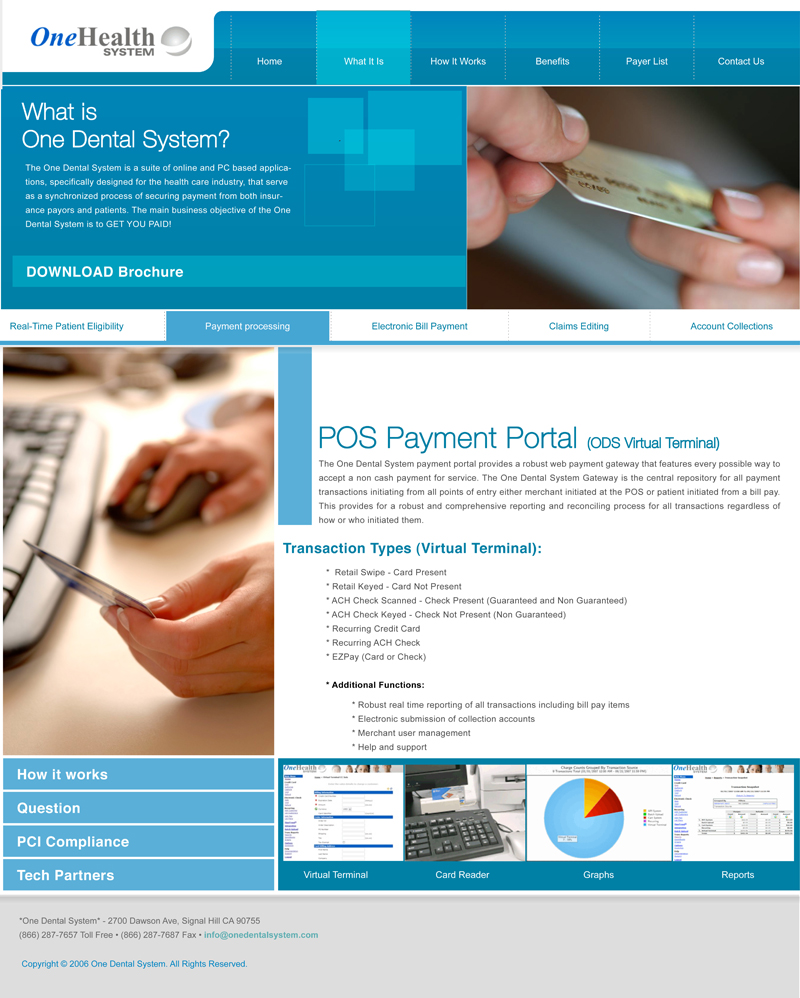 OneHealth
SYSTEM
Home
What It Is
How It Works
Benefits
Payer List
Contact Us
What is
One Dental System?
The One Dental System is a suite of online and PC based applica-
tions, specifically designed for the health care industry, that serve
as a synchronized process of securing payment from both insur-
ance payors and patients. The main business objective of the One
Dental System is to GET YOU PAID!
DOWNLOAD Brochure
Real-Time Patient Eligibility
Payment processing
Electronic Bill Payment
Claims Editing
Account Collections
POS Payment Portal (ODS Virtual Terminal)
The One Dental System payment portal provides a robust web payment gateway that features every possible way to
accept a non cash payment for service. The One Dental System Gateway is the central repository for all payment
transactions initiating from all points of entry either merchant initiated at the POS or patient initiated from a bill pay.
This provides for a robust and comprehensive reporting and reconciling process for all transactions regardless of
how or who initiated them.
Transaction Types (Virtual Terminal):
* Retail Swipe - Card Present
* Retail Keyed - Card Not Present
* ACH Check Scanned - Check Present (Guaranteed and Non Guaranteed)
* ACH Check Keyed - Check Not Present (Non Guaranteed)
* Recurring Credit Card
* Recurring ACH Check
* EZPay (Card or Check)
* Additional Functions:
* Robust real time reporting of all transactions including bill pay items
* Electronic submission of collection accounts
* Merchant user management
* Help and support
How it works
Question
PCI Compliance
Tech Partners
OneHealth
SYSTEM
Charge Counts Grouped By Transaction Source
OneHealth
SYSTEM
Virtual Terminal
Card Reader
Graphs
Reports
*One Dental System* - 2700 Dawson Ave, Signal Hill CA 90755
(866) 287-7657 Toll Free • (866) 287-7687 Fax • info@onedentalsystem.com
Copyright © 2006 One Dental System. All Rights Reserved.